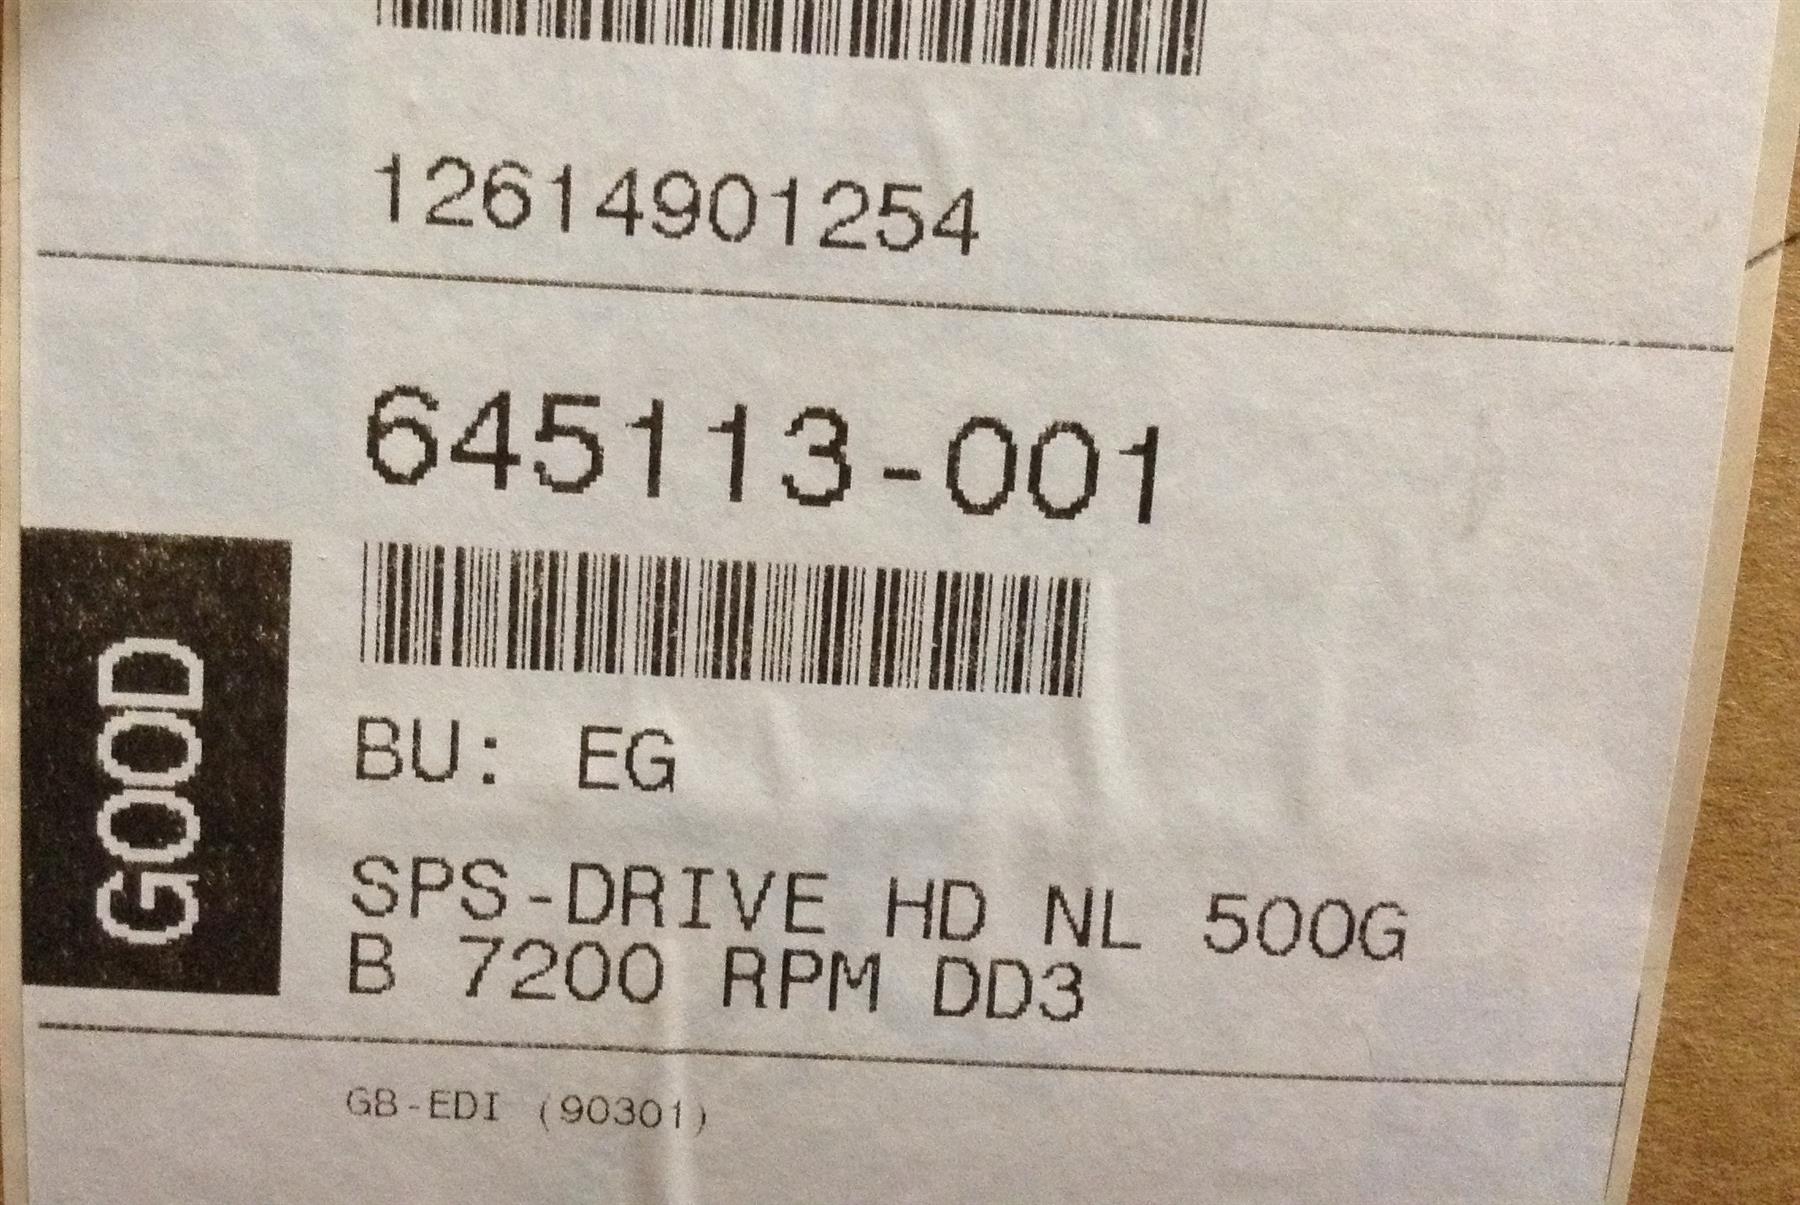 12614901254
645113-001
GOOD
BU: EG
SPS-DRIVE HD NL 500G
B 7200 RPM DD3
GB-EDI (90301)